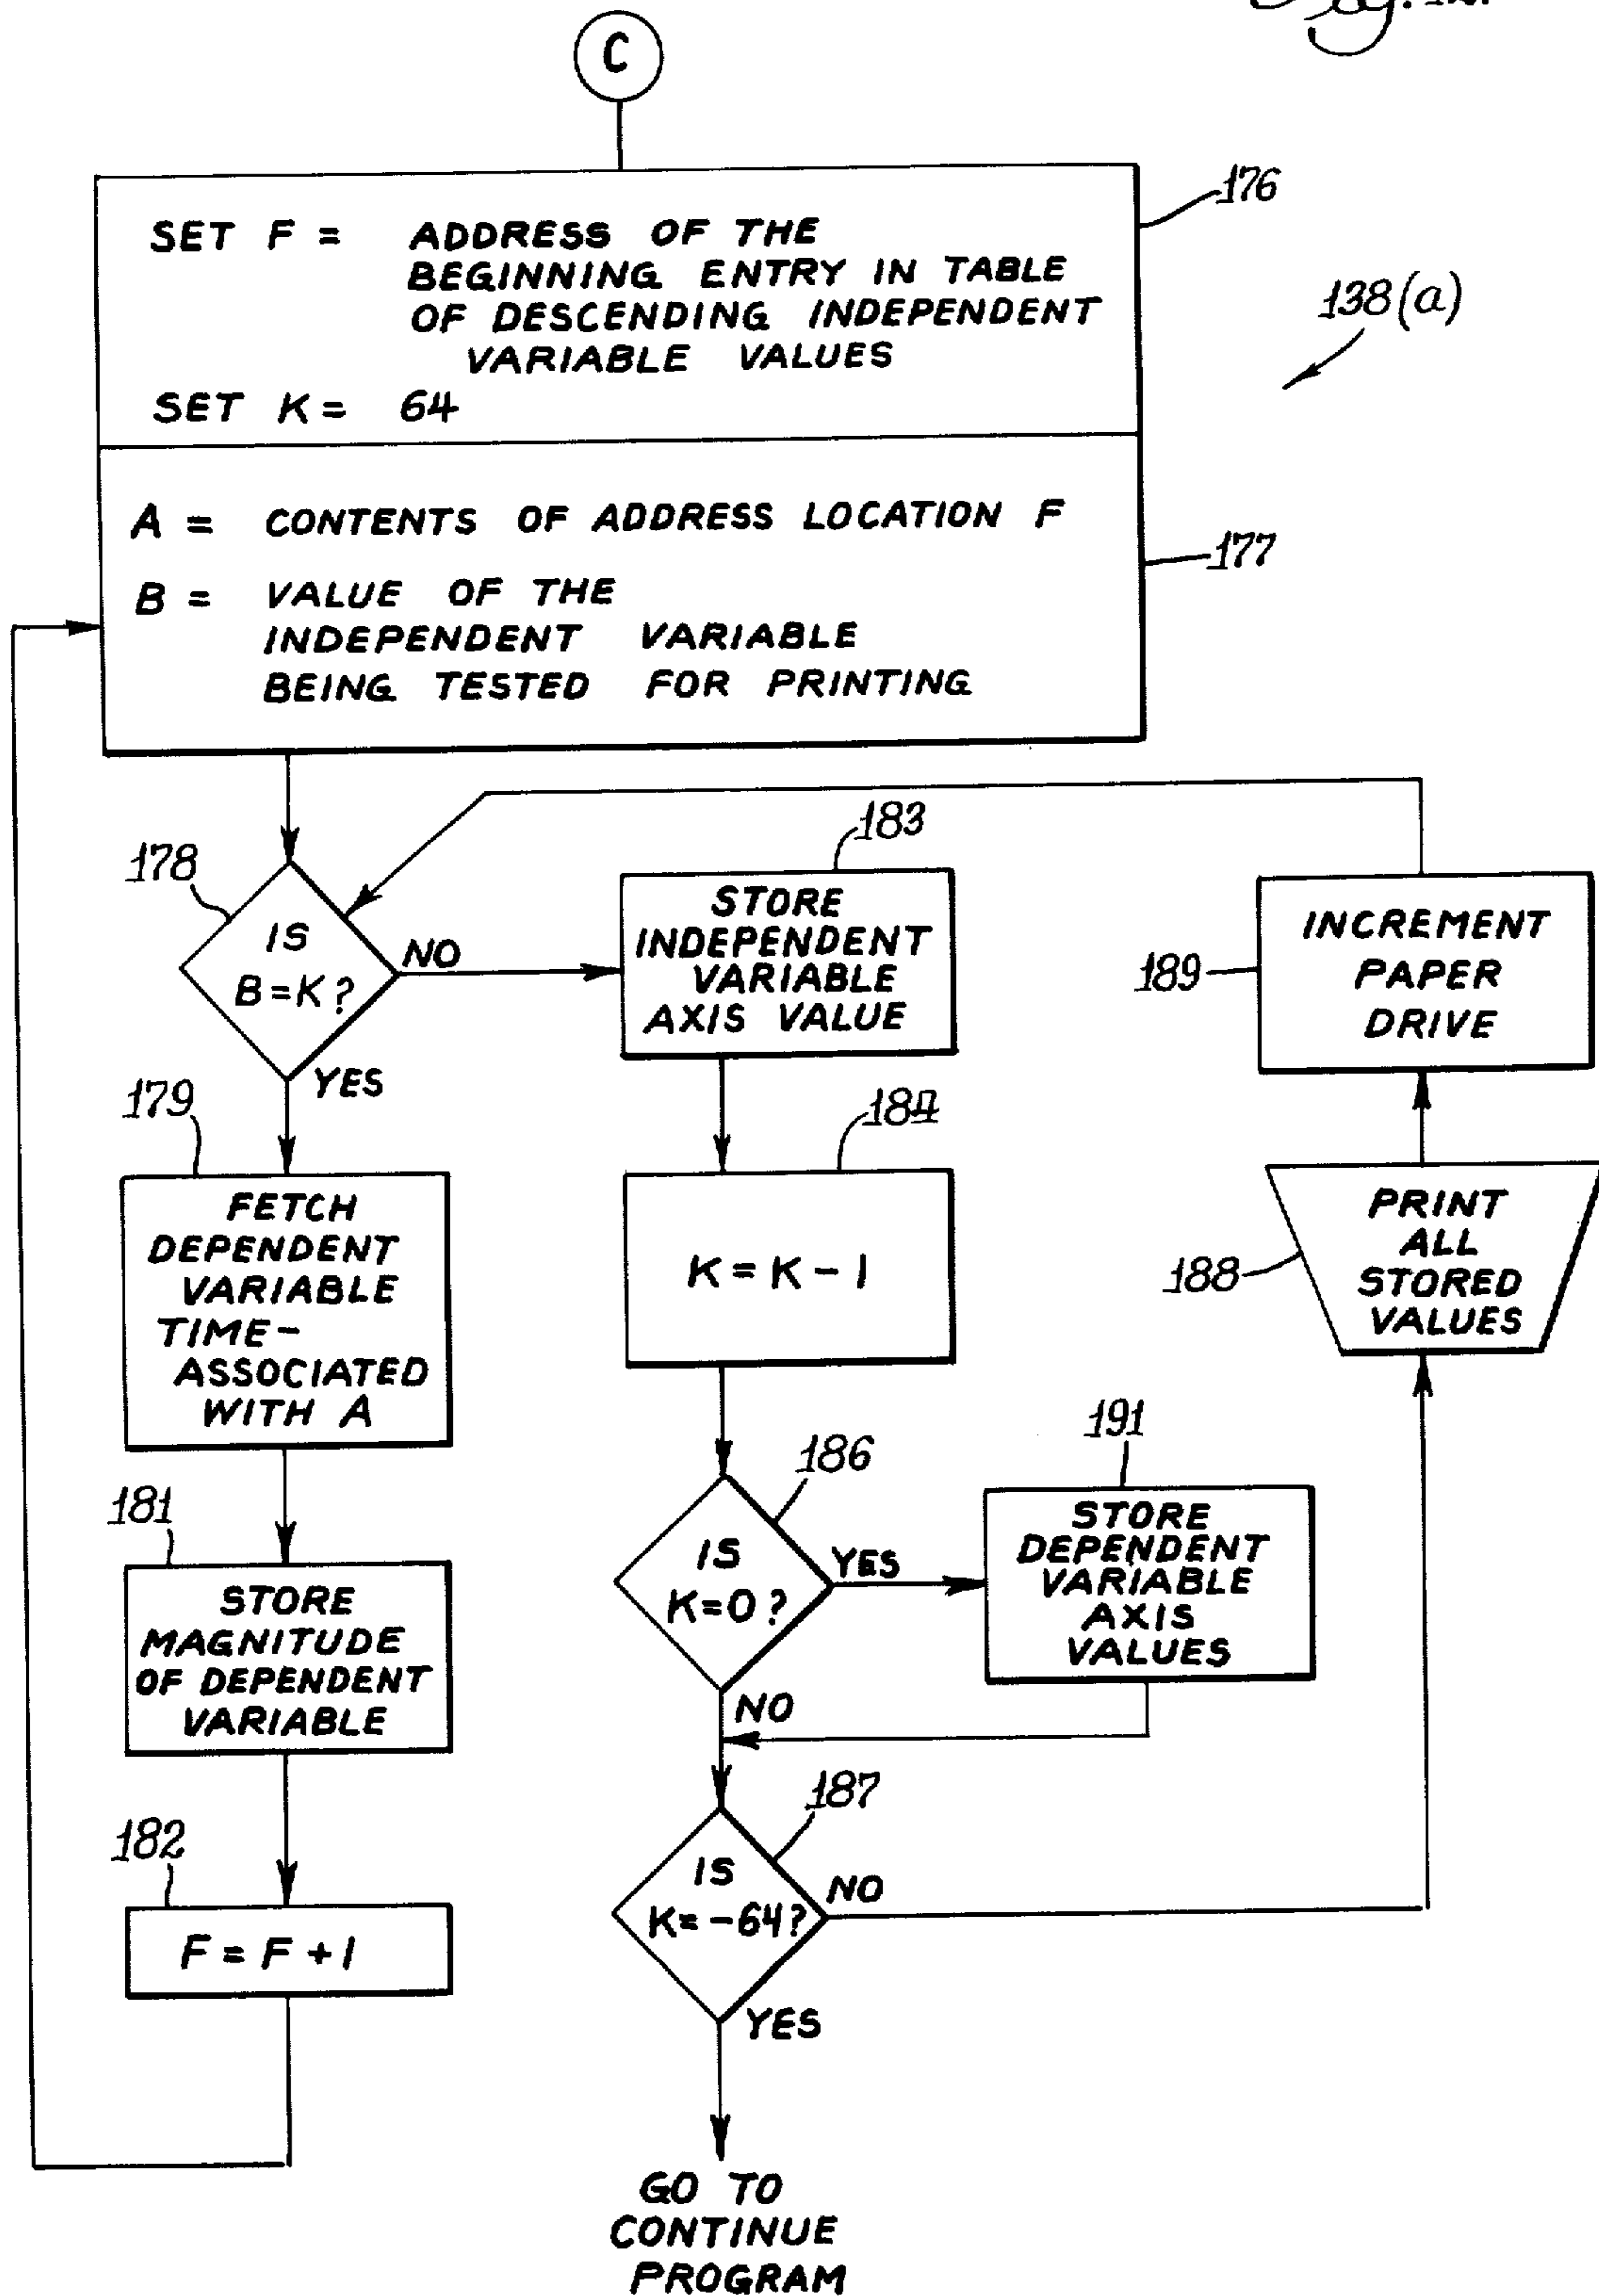 C
SET F = ADDRESS OF THE
BEGINNING ENTRY IN TABLE
OF DESCENDING INDEPENDENT
VARIABLE VALUES
SET K = 64
176
138(a)
A = CONTENTS OF ADDRESS LOCATION F
B = VALUE OF THE
INDEPENDENT VARIABLE
BEING TESTED FOR PRINTING
177
178
IS
B=K?
NO
YES
183
STORE
INDEPENDENT
VARIABLE
AXIS VALUE
189
INCREMENT
PAPER
DRIVE
179
FETCH
DEPENDENT
VARIABLE
TIME-
ASSOCIATED
WITH A
184
K = K - 1
188
PRINT
ALL
STORED
VALUES
181
STORE
MAGNITUDE
OF DEPENDENT
VARIABLE
186
IS
K=0?
YES
NO
191
STORE
DEPENDENT
VARIABLE
AXIS
VALUES
182
F = F + 1
187
IS
K=-64?
NO
YES
GO TO
CONTINUE
PROGRAM